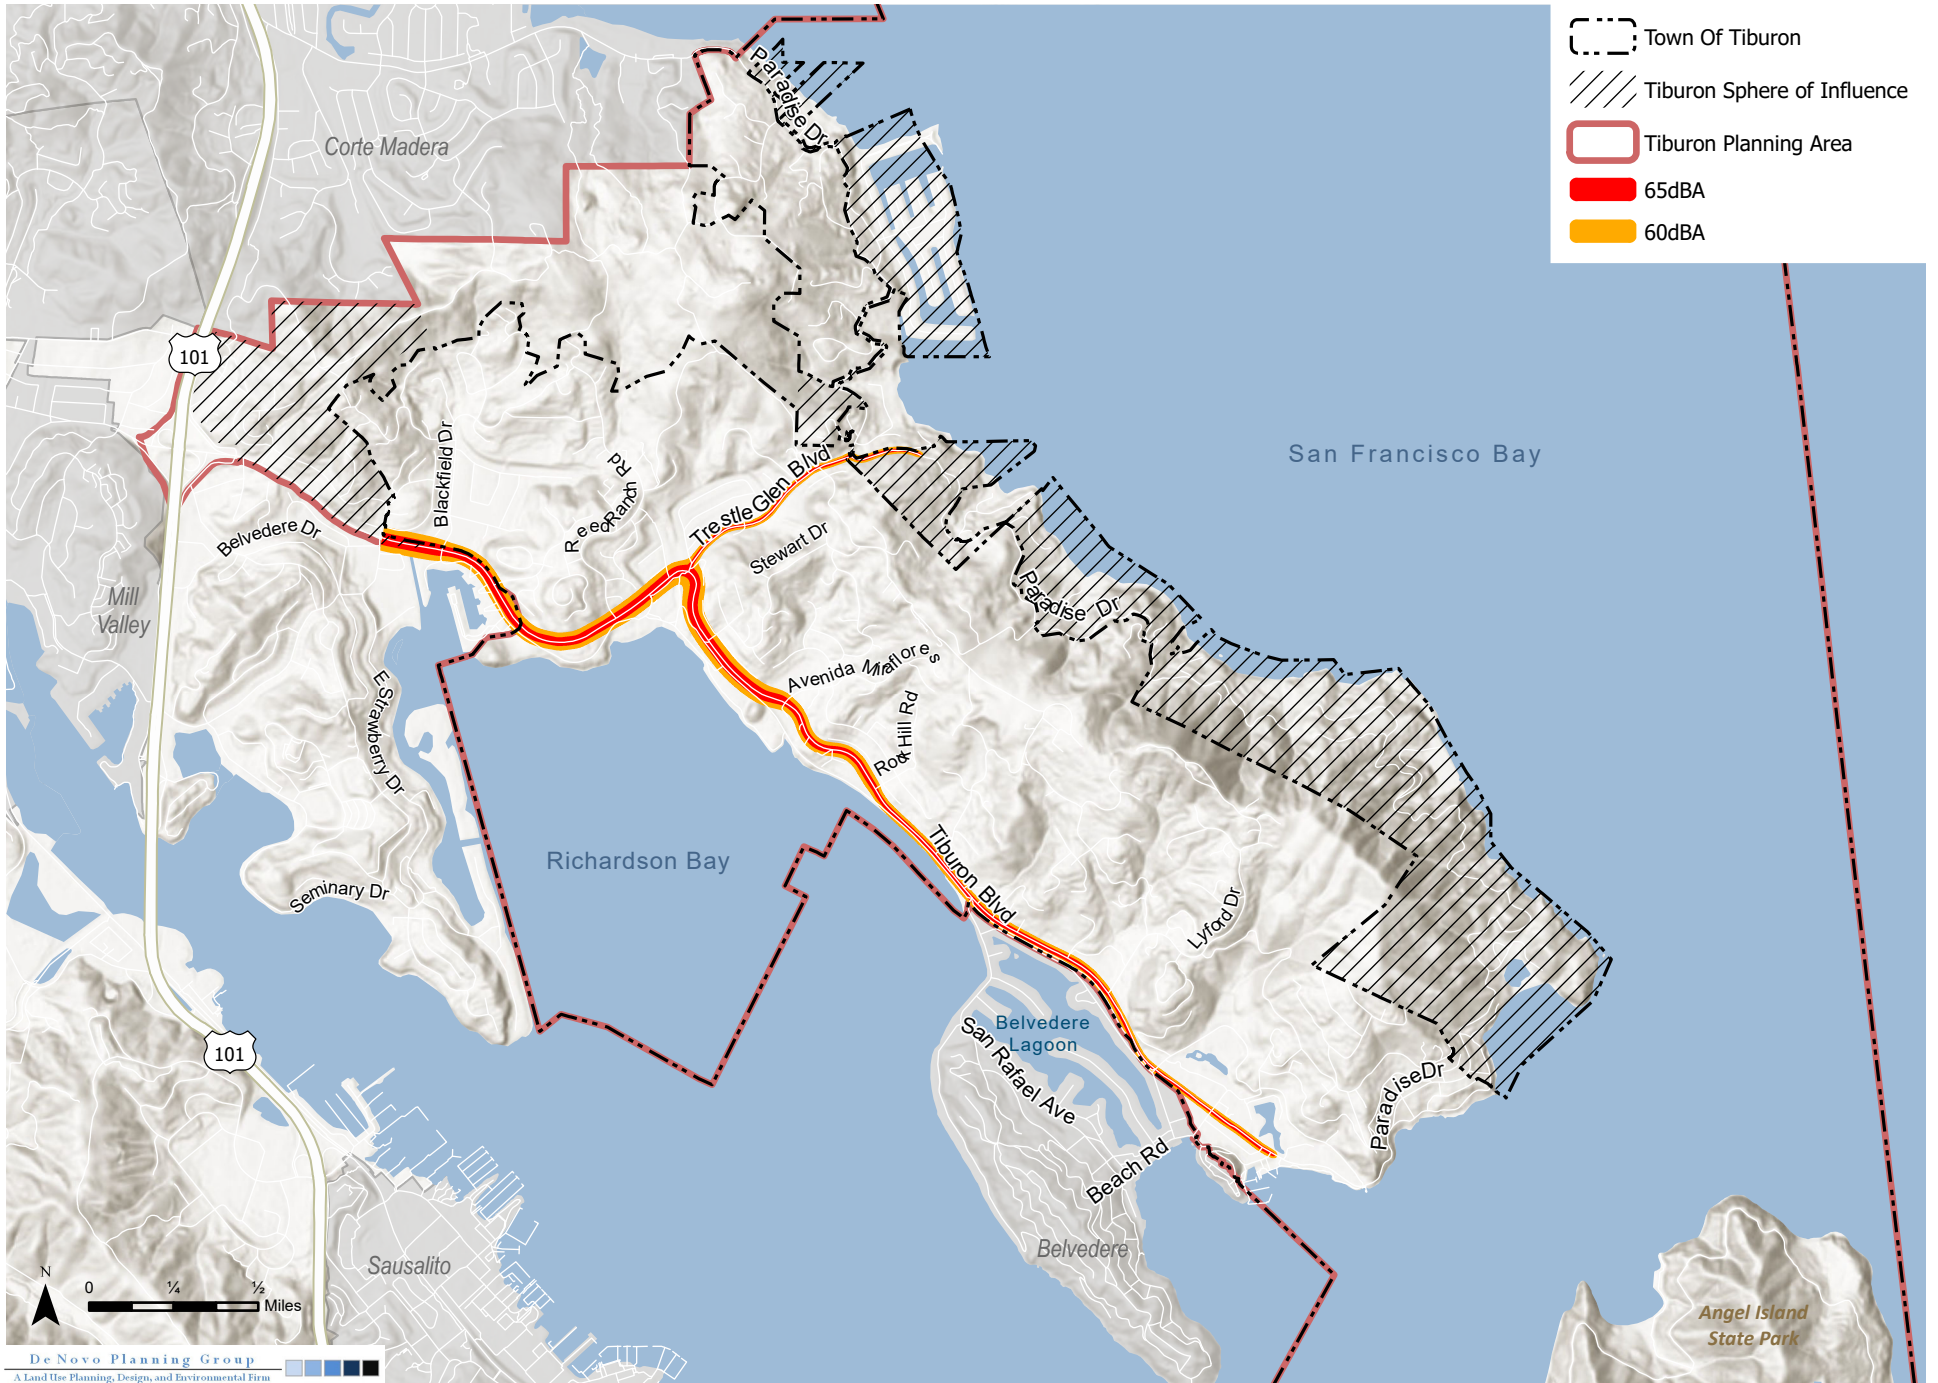 Town Of Tiburon
Tiburon Sphere of Influence
Tiburon Planning Area
65dBA
60dBA
Paradise Dr
Corte Madera
101
Blackfield Dr
Reed Ranch Rd
Trestle Glen Blvd
San Francisco Bay
Belvedere Dr
Stewart Dr
Mill
Valley
Paradise Dr
Avenida Miraflores
E Strawberry Dr
Rock Hill Rd
Richardson Bay
Tiburon Blvd
Seminary Dr
Lyford Dr
101
Belvedere
Lagoon
San Rafael Ave
Paradise Dr
Beach Rd
Belvedere
Sausalito
N
0 ¼ ½
Miles
Angel Island
State Park
De Novo Planning Group
A Land Use Planning, Design, and Environmental Firm